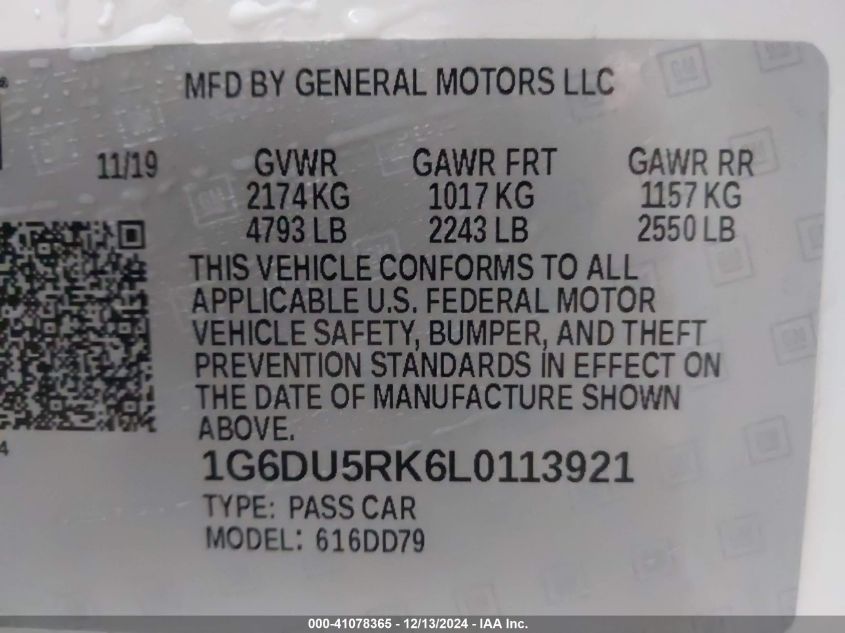 MFD BY GENERAL MOTORS LLC
11/19 GVWR GAWR FRT GAWR RR
2174 KG 1017 KG 1157 KG
4793 LB 2243 LB 2550 LB
THIS VEHICLE CONFORMS TO ALL
APPLICABLE U.S. FEDERAL MOTOR
VEHICLE SAFETY, BUMPER, AND THEFT
PREVENTION STANDARDS IN EFFECT ON
THE DATE OF MANUFACTURE SHOWN
ABOVE.
4
1G6DU5RK6L0113921
TYPE: PASS CAR
MODEL: 616DD79
000-41078365 - 12/13/2024 - IAA Inc.